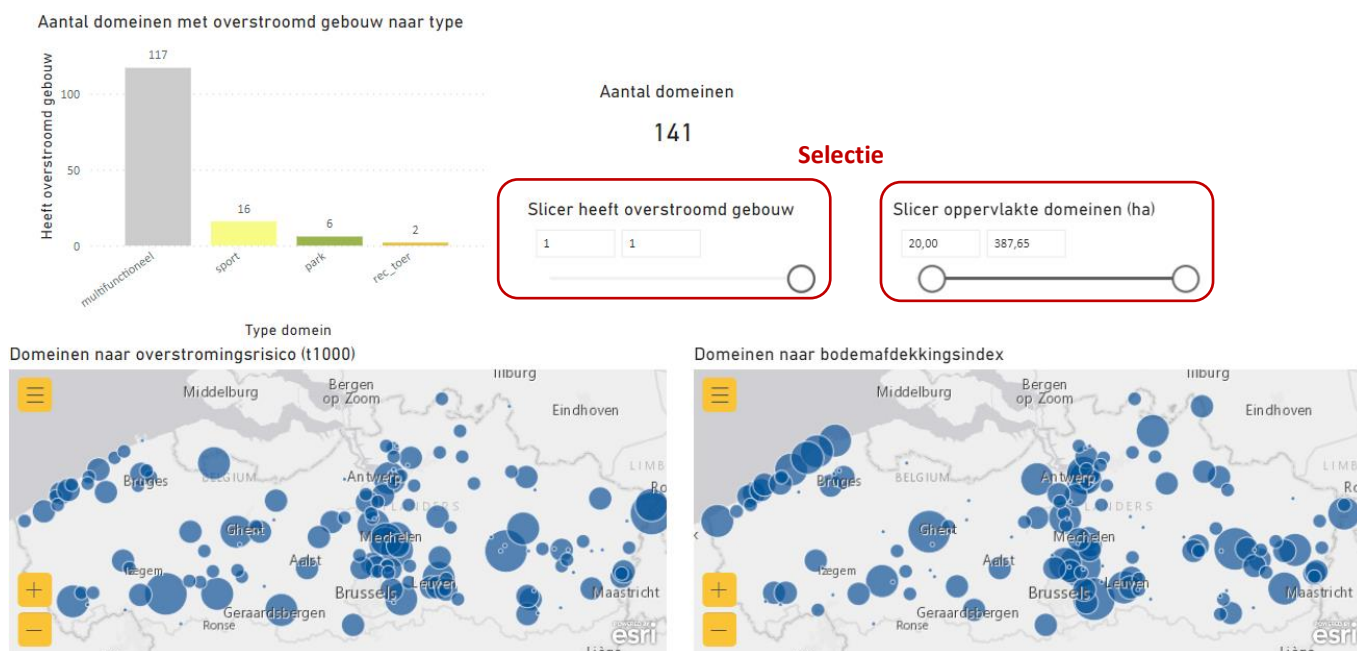 Aantal domeinen met overstroomd gebouw naar type
Heeft overstroomd gebouw
100
50
0
117
16
6
2
multifunctioneel
sport
park
rec_toer
Type domein
Aantal domeinen
141
Selectie
Slicer heeft overstroomd gebouw
1
1
Slicer oppervlakte domeinen (ha)
20,00
387,65
Domeinen naar overstromingsrisico (t1000)
Middelburg
Bergen
op Zoom
Eindhoven
Bruges
BELGIUM
Antwerp
LIMB
Ghent
Mechelen
Aalst
Izegem
Brussels
Leuven
Maastricht
Geraardsbergen
Ronse
esri
Domeinen naar bodemafdekkingsindex
Middelburg
Bergen
op Zoom
Eindhoven
Bruges
BELGIUM
Antwerp
LIMB
Ghent
Mechelen
Aalst
Izegem
Brussels
Leuven
Maastricht
Geraardsbergen
Ronse
esri